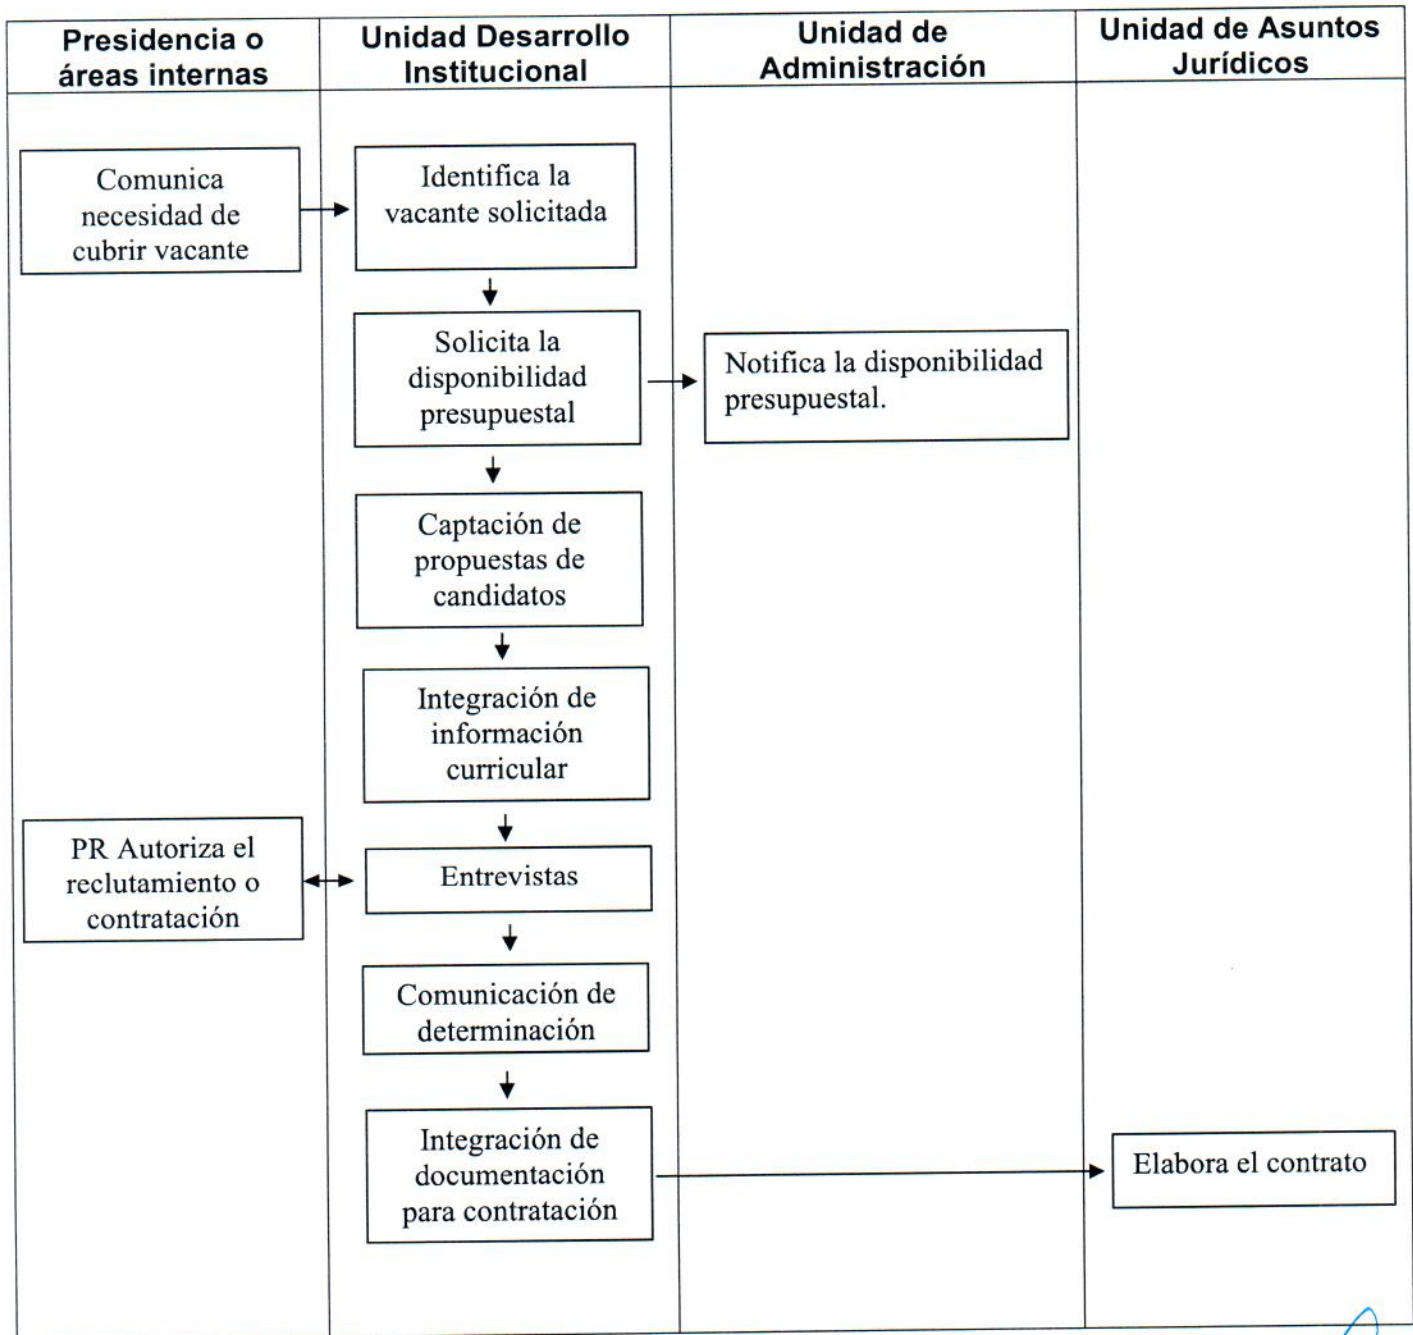 Presidencia o
áreas internas
Unidad Desarrollo
Institucional
Unidad de
Administración
Unidad de Asuntos
Jurídicos
Comunica
necesidad de
cubrir vacante
Identifica la
vacante solicitada
Solicita la
disponibilidad
presupuestal
Notifica la disponibilidad
presupuestal.
Captación de
propuestas de
candidatos
Integración de
información
curricular
PR Autoriza el
reclutamiento o
contratación
Entrevistas
Comunicación de
determinación
Integración de
documentación
para contratación
Elabora el contrato